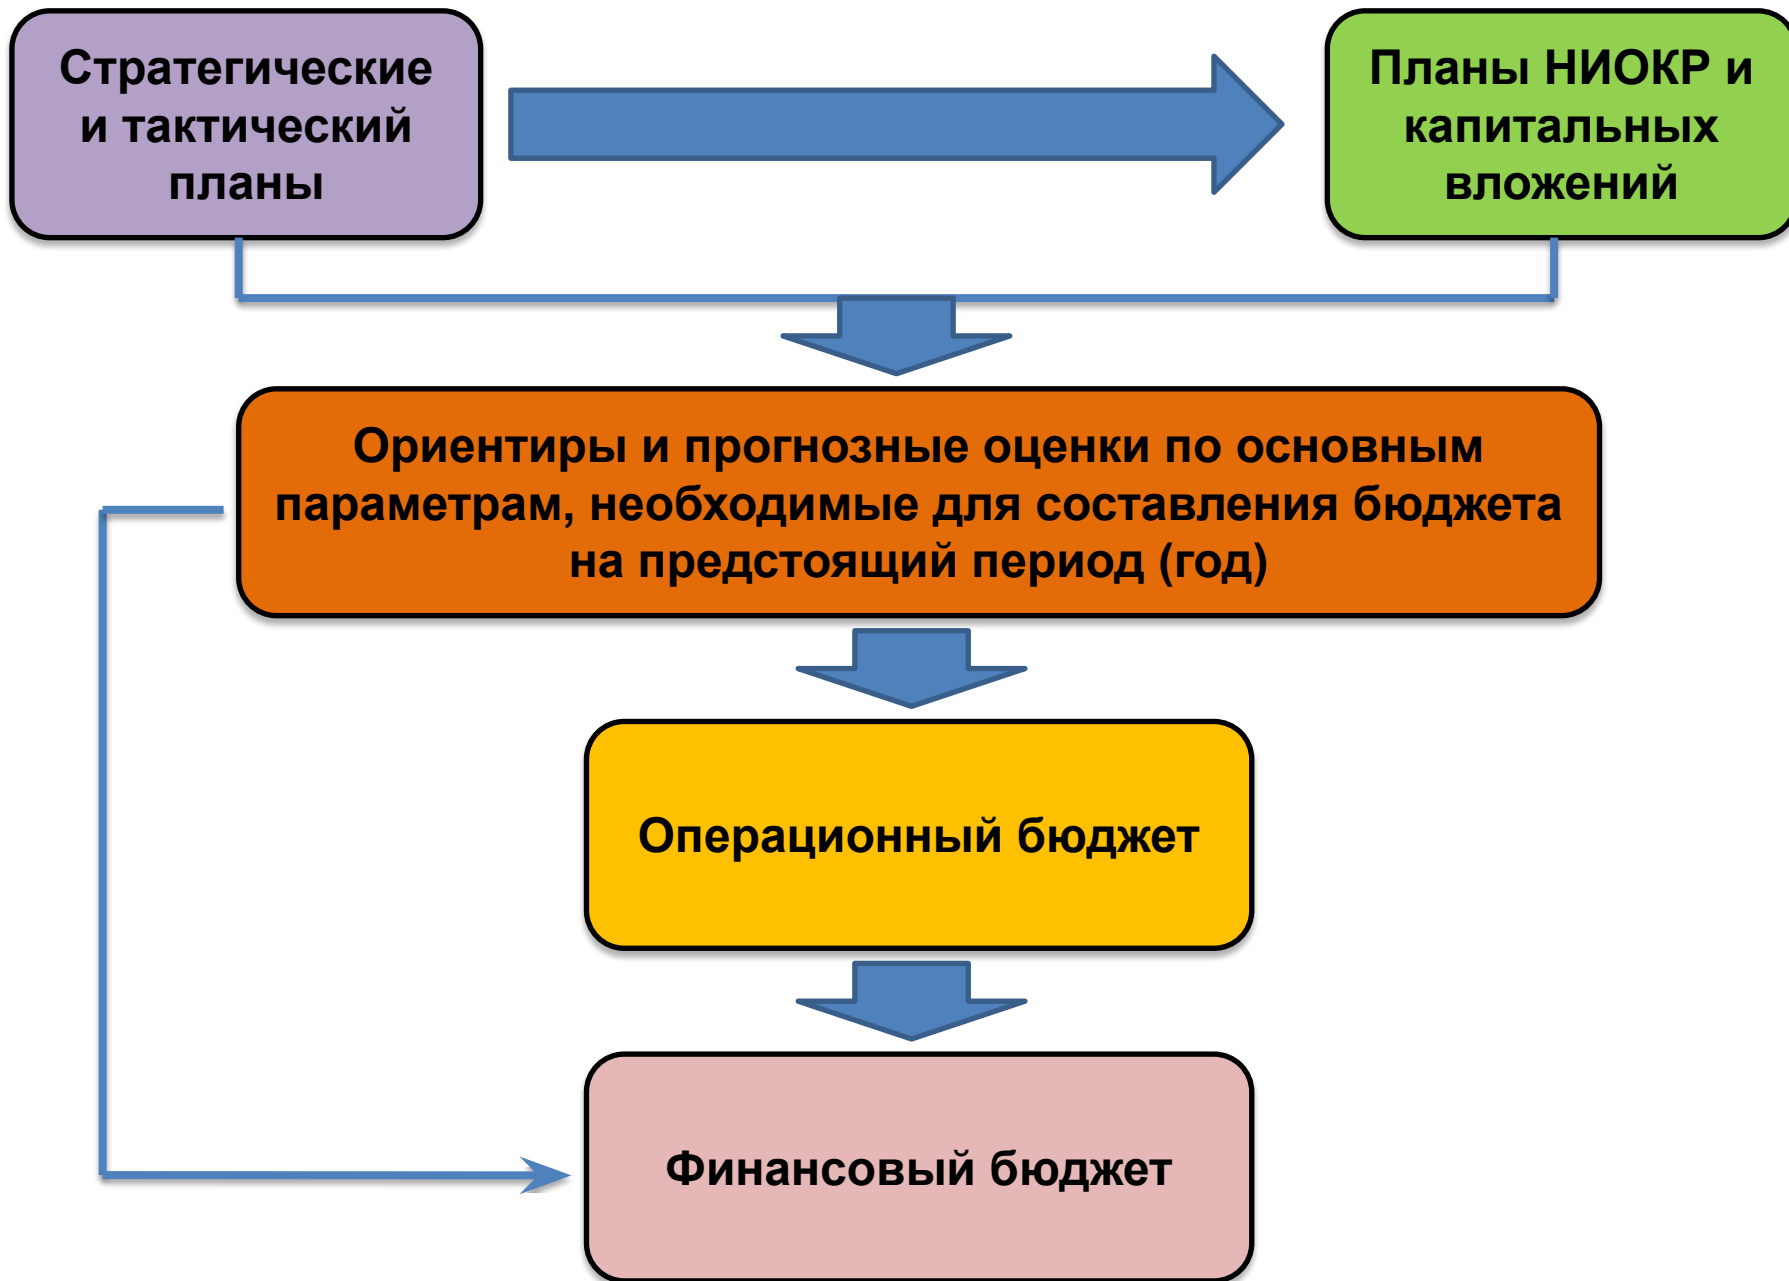 Стратегические
и тактический
планы
Планы НИОКР и
капитальных
вложений
Ориентиры и прогнозные оценки по основным
параметрам, необходимые для составления бюджета
на предстоящий период (год)
Операционный бюджет
Финансовый бюджет